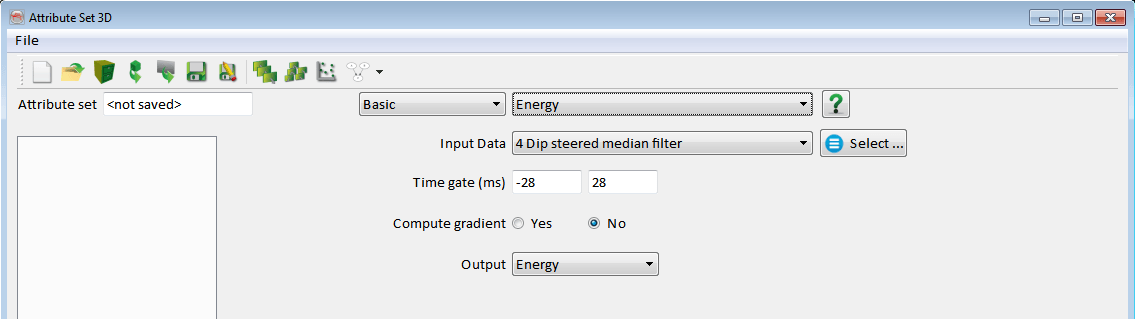 Attribute Set 3D
File
Attribute set <not saved> Basic Energy ?
Input Data 4 Dip steered median filter Select ...
Time gate (ms) -28 28
Compute gradient Yes No
Output Energy